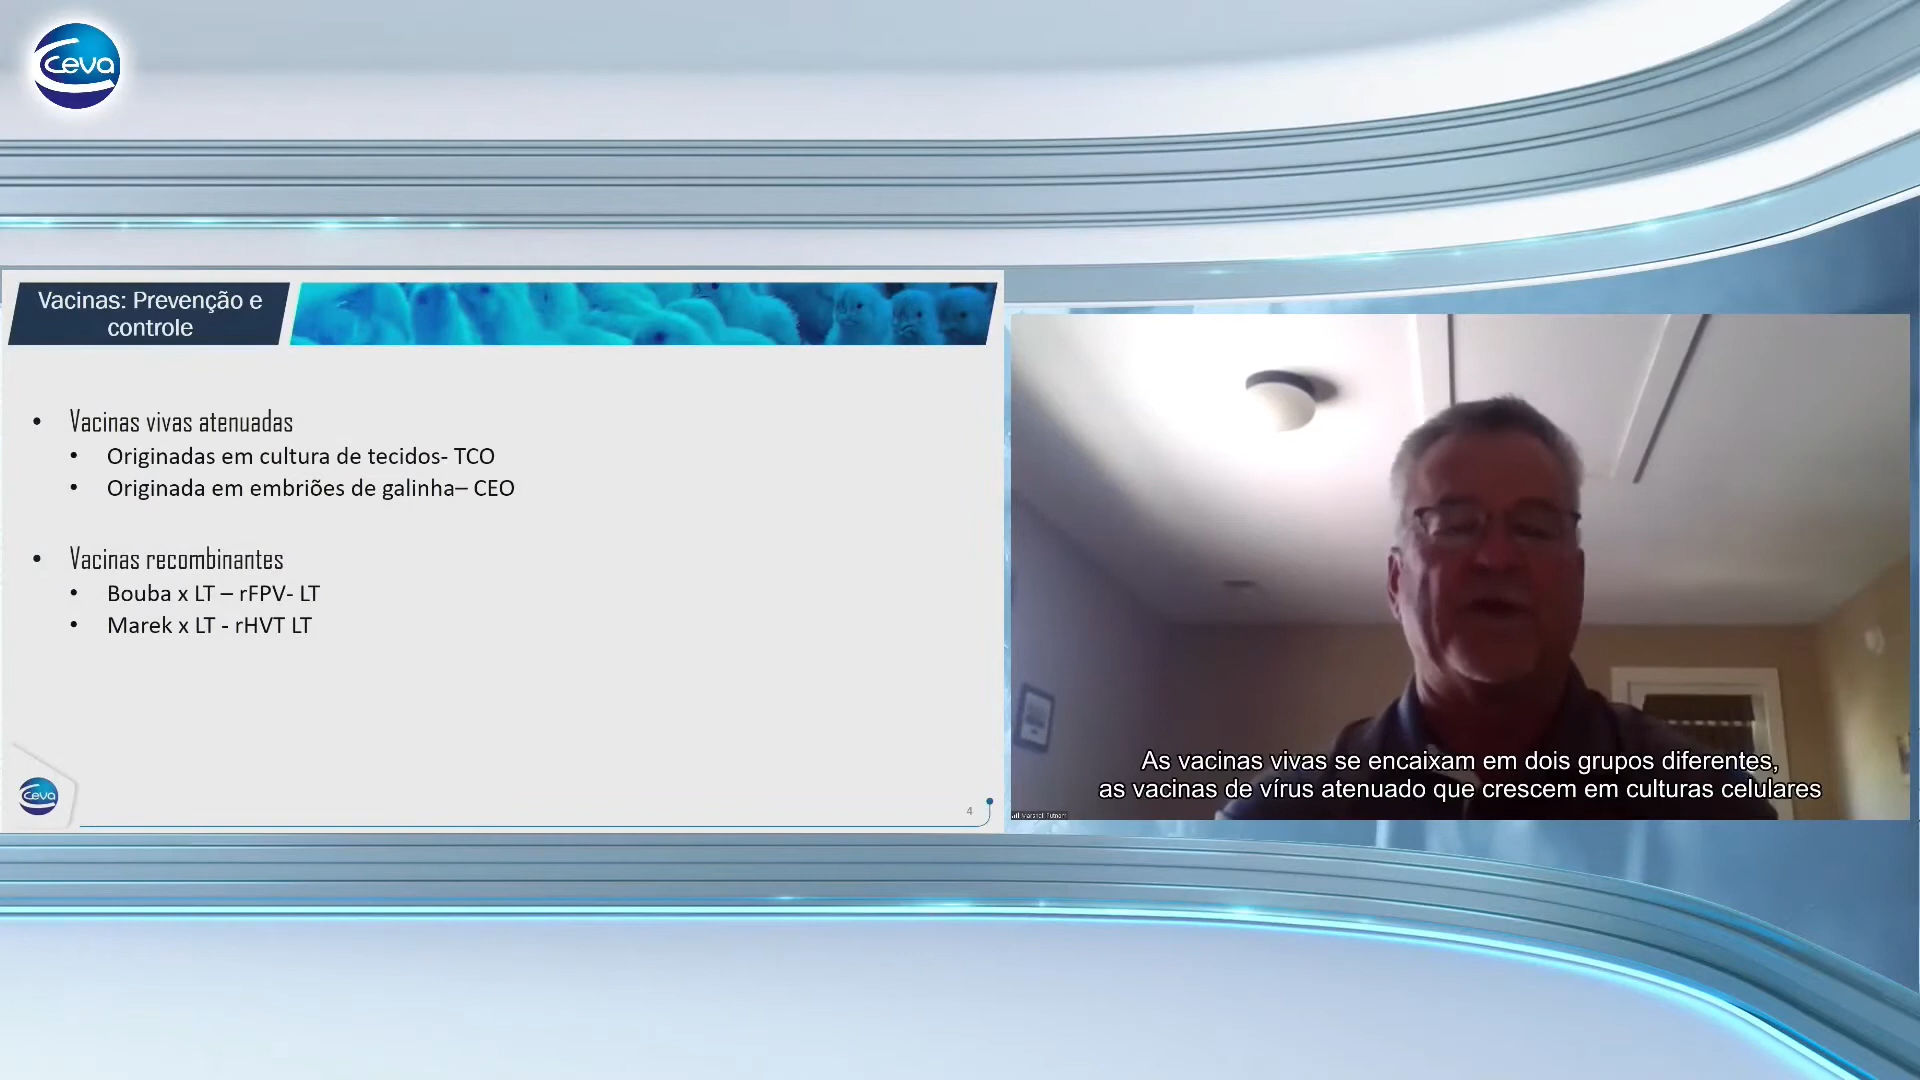 Ceva
Vacinas: Prevenção e
controle
• Vacinas vivas atenuadas
• Originadas em cultura de tecidos- TCO
• Originada em embriões de galinha– CEO
• Vacinas recombinantes
• Bouba x LT – rFPV- LT
• Marek x LT - rHVT LT
Ceva
4
As vacinas vivas se encaixam em dois grupos diferentes,
as vacinas de vírus atenuado que crescem em culturas celulares
Marshall Putnam